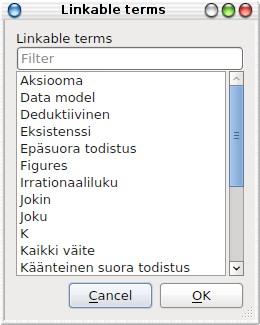 Linkable terms
Linkable terms
Filter
Aksiooma
Data model
Deduktiivinen
Eksistenssi
Epäsuora todistus
Figures
Irrationaaliluku
Jokin
Joku
K
Kaikki väite
Käänteinen suora todistus
Cancel OK